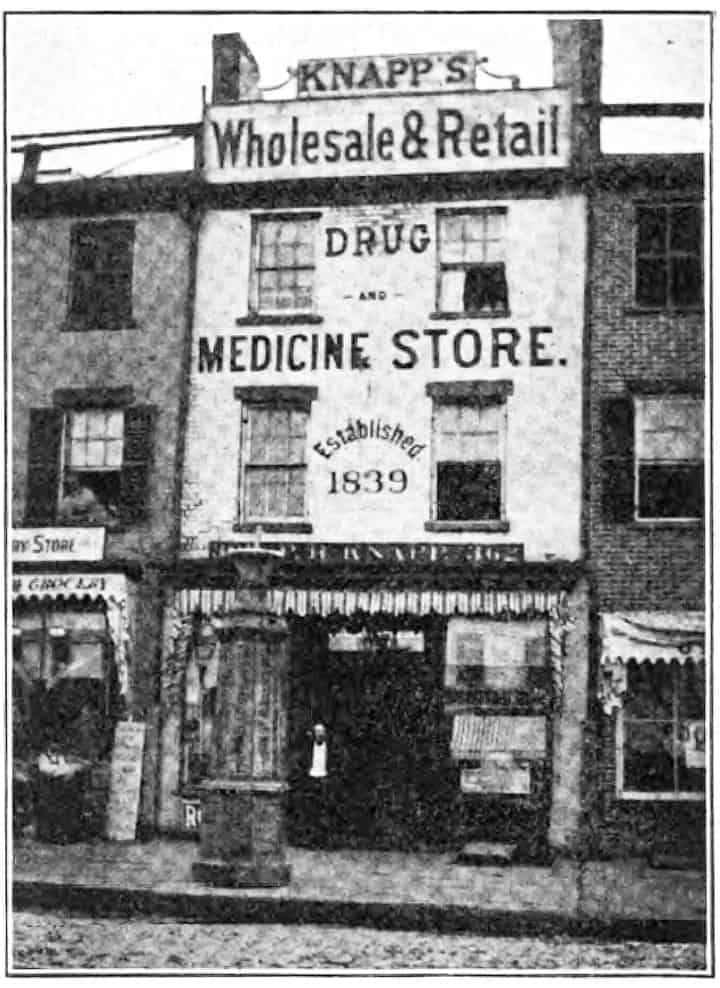 KNAPP'S
Wholesale & Retail
DRUG
- AND -
MEDICINE STORE.
Established
1839
RY STORE
KNAPP 362
GROCERY